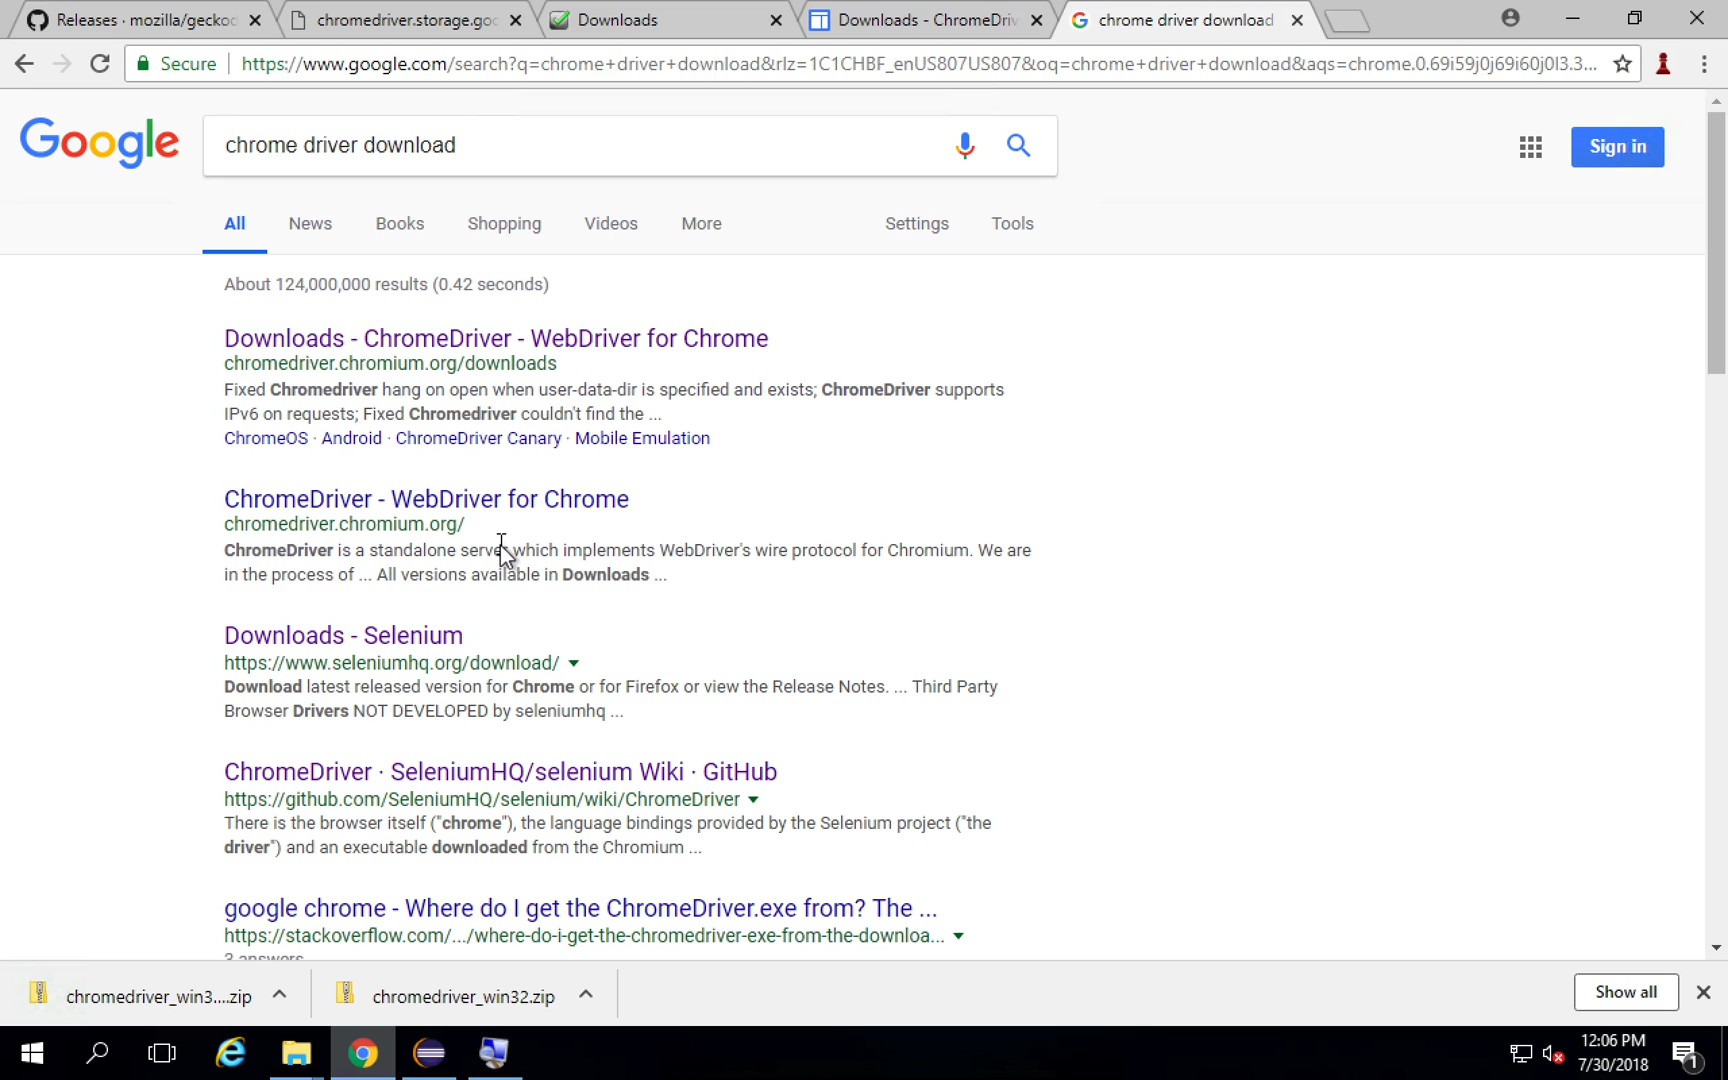 Releases · mozilla/geckoc
chromedriver.storage.goc
Downloads
Downloads - ChromeDriv
chrome driver download
Secure
https://www.google.com/search?q=chrome+driver+download&rlz=1C1CHBF_enUS807US807&oq=chrome+driver+download&aqs=chrome.0.69i59j0j69i60j0l3.3...
Google
chrome driver download
Sign in
All
News
Books
Shopping
Videos
More
Settings
Tools
About 124,000,000 results (0.42 seconds)
Downloads - ChromeDriver - WebDriver for Chrome
chromedriver.chromium.org/downloads
Fixed Chromedriver hang on open when user-data-dir is specified and exists; ChromeDriver supports
IPv6 on requests; Fixed Chromedriver couldn't find the ...
ChromeOS · Android · ChromeDriver Canary · Mobile Emulation
ChromeDriver - WebDriver for Chrome
chromedriver.chromium.org/
ChromeDriver is a standalone server which implements WebDriver's wire protocol for Chromium. We are
in the process of ... All versions available in Downloads ...
Downloads - Selenium
https://www.seleniumhq.org/download/
Download latest released version for Chrome or for Firefox or view the Release Notes. ... Third Party
Browser Drivers NOT DEVELOPED by seleniumhq ...
ChromeDriver · SeleniumHQ/selenium Wiki · GitHub
https://github.com/SeleniumHQ/selenium/wiki/ChromeDriver
There is the browser itself ("chrome"), the language bindings provided by the Selenium project ("the
driver") and an executable downloaded from the Chromium ...
google chrome - Where do I get the ChromeDriver.exe from? The ...
https://stackoverflow.com/.../where-do-i-get-the-chromedriver-exe-from-the-downloa...
3 answers
chromedriver_win3....zip
chromedriver_win32.zip
Show all
12:06 PM
7/30/2018
1